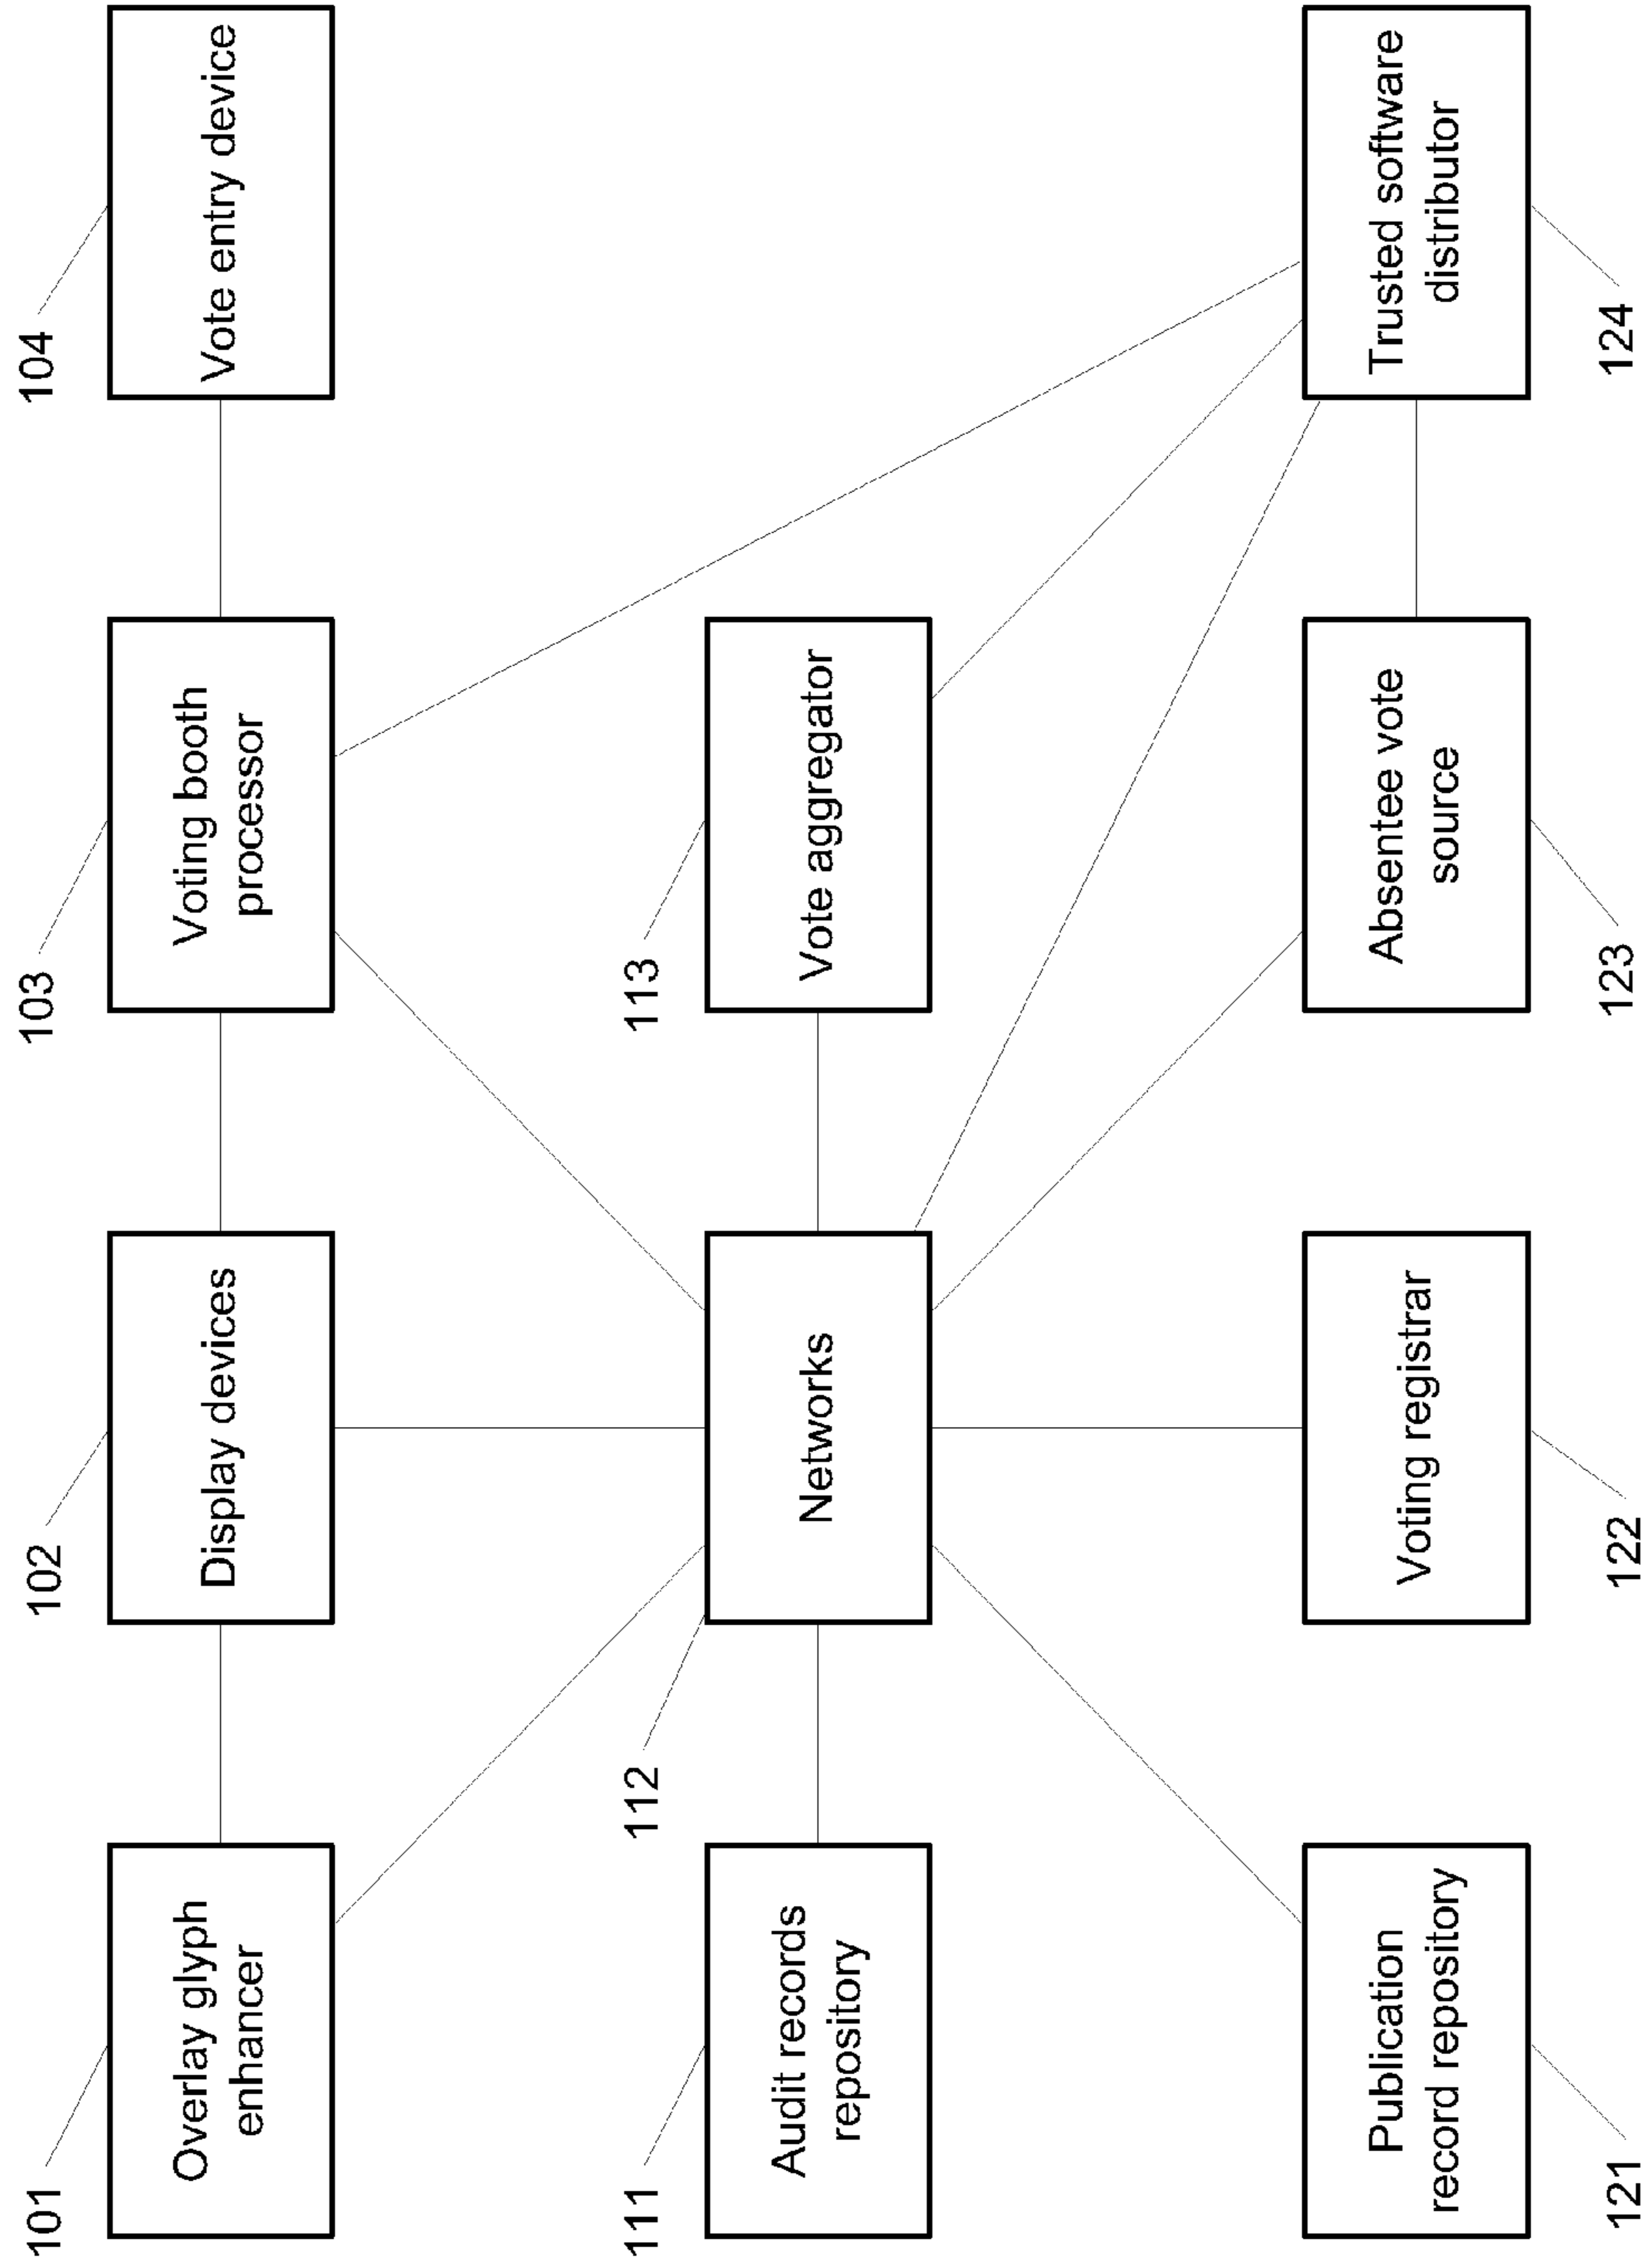 101
102
103
104
Overlay glyph
enhancer
Display devices
Voting booth
processor
Vote entry device
111
112
113
Audit records
repository
Networks
Vote aggregator
Publication
record repository
Voting registrar
Absentee vote
source
Trusted software
distributor
121
122
123
124